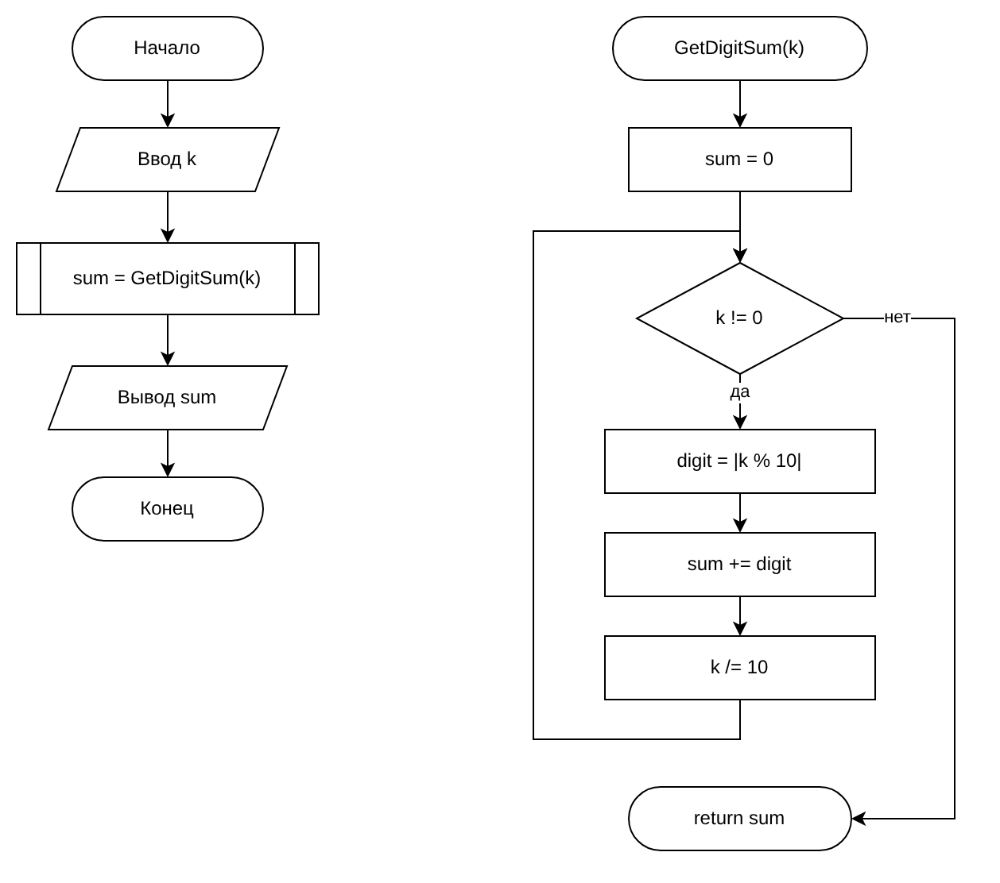 Начало
Ввод k
sum = GetDigitSum(k)
Вывод sum
Конец
GetDigitSum(k)
sum = 0
k != 0
нет
да
digit = |k % 10|
sum += digit
k /= 10
return sum